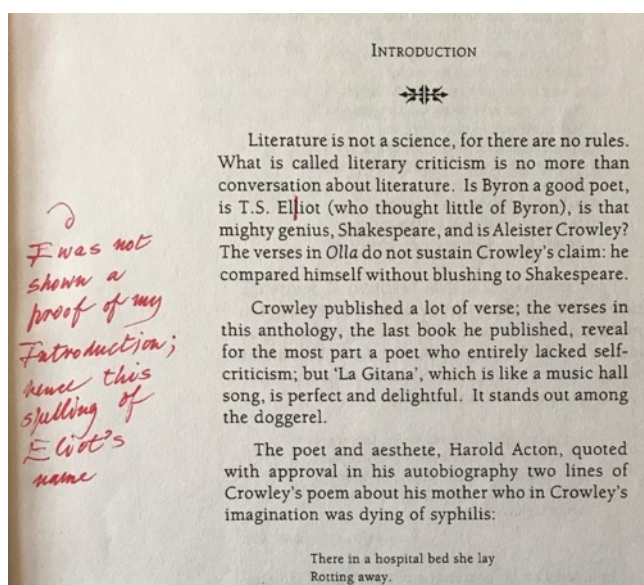 INTRODUCTION
Literature is not a science, for there are no rules.
What is called literary criticism is no more than
conversation about literature. Is Byron a good poet,
is T.S. Elliot (who thought little of Byron), is that
mighty genius, Shakespeare, and is Aleister Crowley?
The verses in Olla do not sustain Crowley's claim: he
compared himself without blushing to Shakespeare.
Crowley published a lot of verse; the verses in
this anthology, the last book he published, reveal
for the most part a poet who entirely lacked self-
criticism; but 'La Gitana', which is like a music hall
song, is perfect and delightful. It stands out among
the doggerel.
The poet and aesthete, Harold Acton, quoted
with approval in his autobiography two lines of
Crowley's poem about his mother who in Crowley's
imagination was dying of syphilis:
There in a hospital bed she lay
Rotting away.
I was not
shown a
proof of my
Introduction;
hence this
spelling of
Eliot's
name